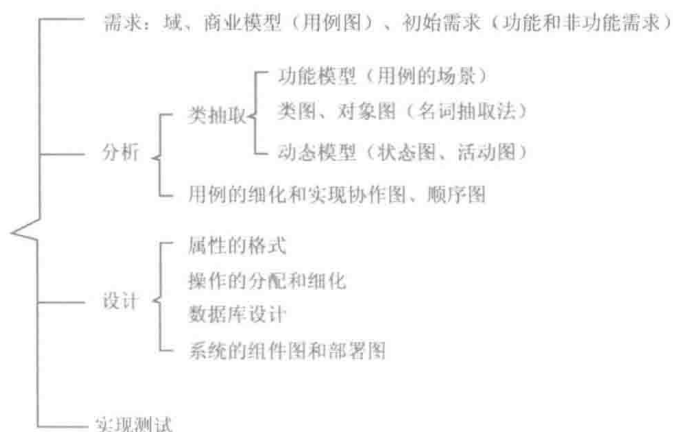 需求：域、商业模型（用例图）、初始需求（功能和非功能需求）
功能模型（用例的场景）
类抽取
类图、对象图（名词抽取法）
分析
动态模型（状态图、活动图）
用例的细化和实现协作图、顺序图
属性的格式
操作的分配和细化
设计
数据库设计
系统的组件图和部署图
实现测试